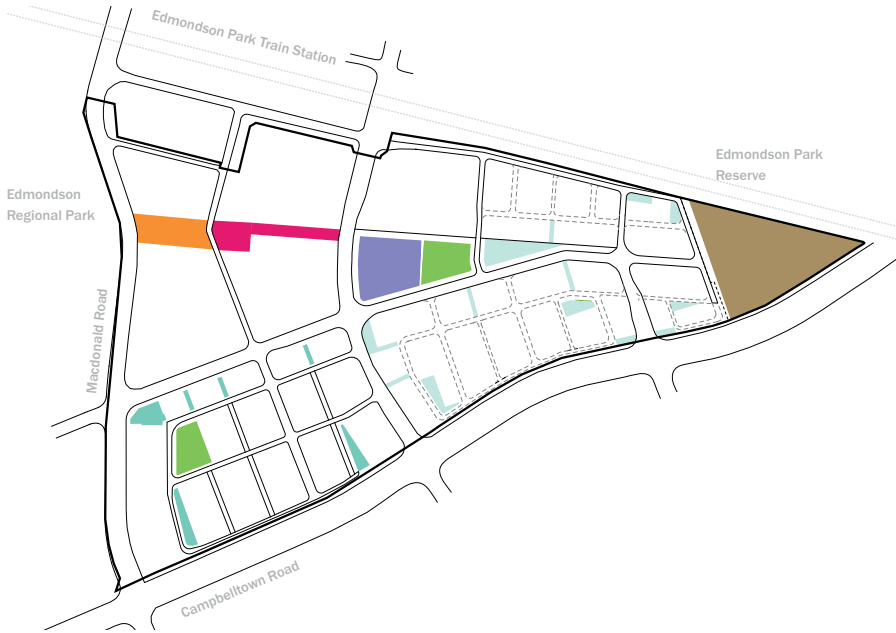 Edmondson Park Train Station
Edmondson Park
Reserve
Edmondson
Regional Park
Macdonald Road
Campbelltown Road